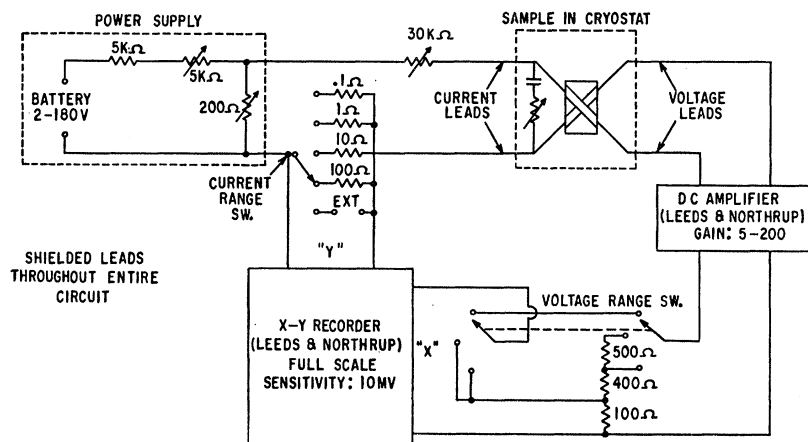 POWER SUPPLY
SAMPLE IN CRYOSTAT
5KΩ
5KΩ
30KΩ
BATTERY
2-180V
200Ω
.1Ω
1Ω
10Ω
100Ω
EXT
CURRENT
LEADS
VOLTAGE
LEADS
CURRENT
RANGE
SW.
"Y"
DC AMPLIFIER
(LEEDS & NORTHRUP)
GAIN: 5-200
SHIELDED LEADS
THROUGHOUT ENTIRE
CIRCUIT
X-Y RECORDER
(LEEDS & NORTHRUP)
FULL SCALE
SENSITIVITY: 10MV
"X"
VOLTAGE RANGE SW.
500Ω
400Ω
100Ω